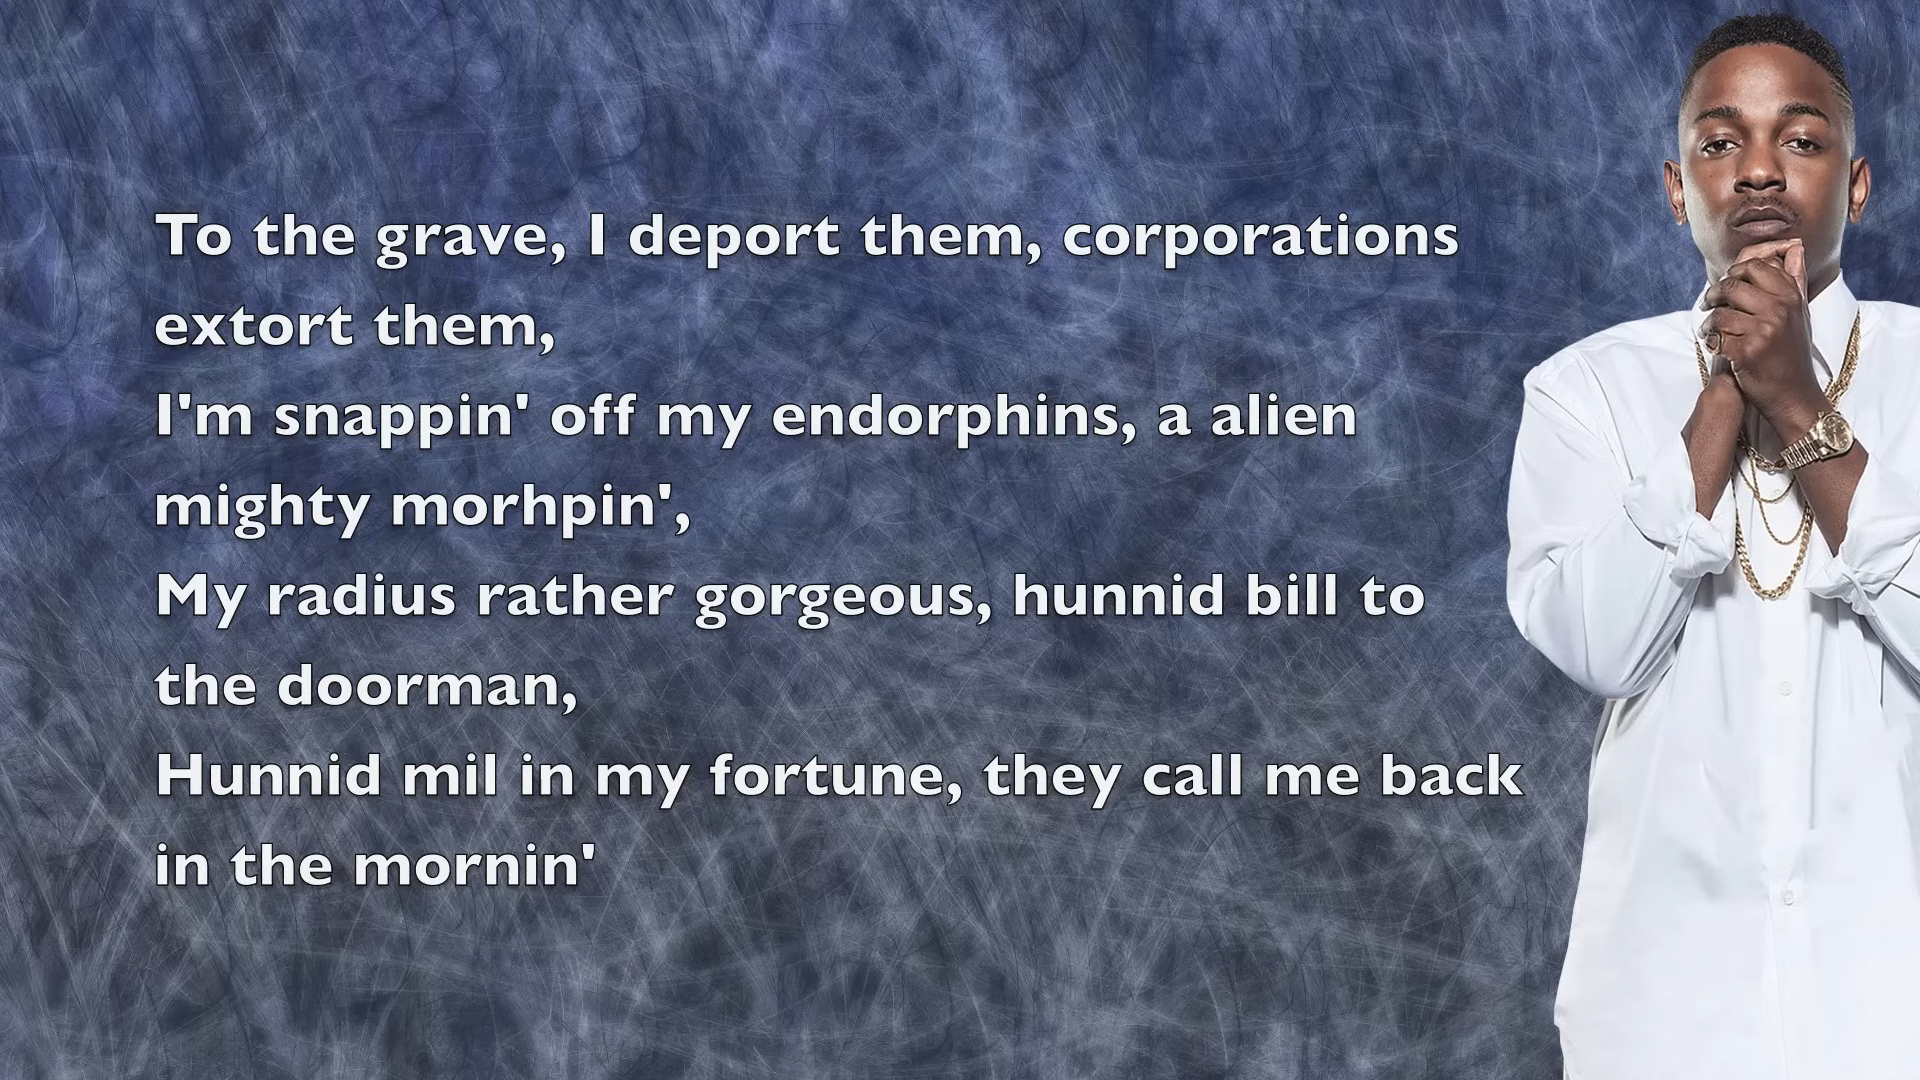 To the grave, I deport them, corporations
extort them,
I'm snappin' off my endorphins, a alien
mighty morhpin',
My radius rather gorgeous, hunnid bill to
the doorman,
Hunnid mil in my fortune, they call me back
in the mornin'